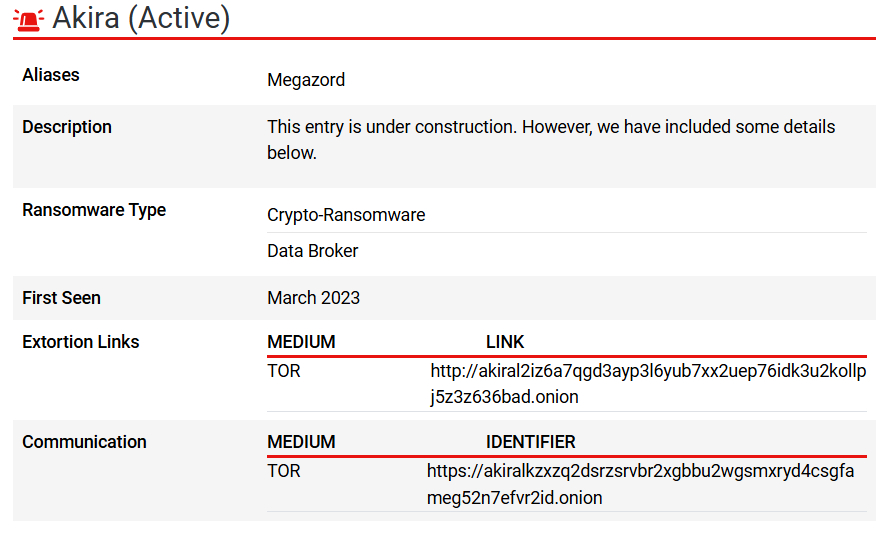 Akira (Active)
Aliases
Megazord
Description
This entry is under construction. However, we have included some details
below.
Ransomware Type
Crypto-Ransomware
Data Broker
First Seen
March 2023
Extortion Links
MEDIUM LINK
TOR http://akiral2iz6a7qgd3ayp3l6yub7xx2uep76idk3u2kollp
j5z3z636bad.onion
Communication
MEDIUM IDENTIFIER
TOR https://akiralkzxzq2dsrzsrvbr2xgbbu2wgsmxryd4csgfa
meg52n7efvr2id.onion